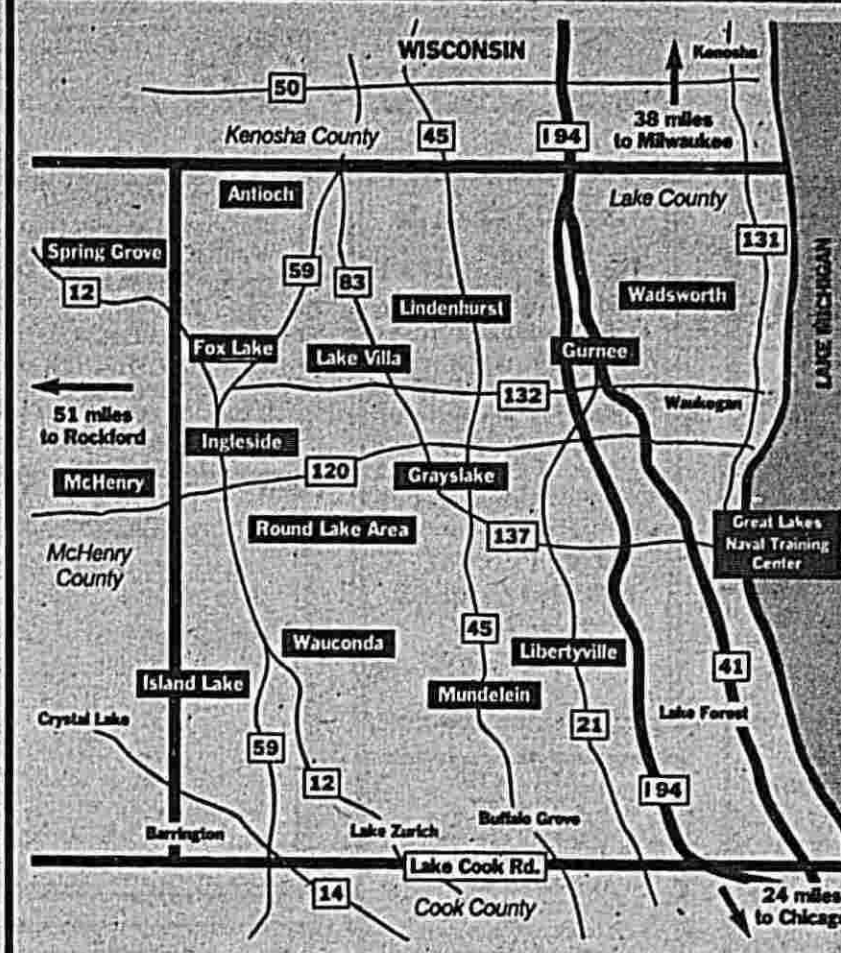 WISCONSIN
Kenosha
50
38 miles
to Milwaukee
Kenosha County
45
I 94
Antioch
Lake County
131
Spring Grove
59
83
12
Lindenhurst
Wadsworth
LAKE MICHIGAN
Fox Lake
Lake Villa
Gurnee
51 miles
to Rockford
132
Waukegan
Ingleside
120
Grayslake
McHenry
Round Lake Area
137
Great Lakes
Naval Training
Center
McHenry
County
45
Wauconda
Libertyville
41
Island Lake
Mundelein
Crystal Lake
Lake Forest
59
21
12
I 94
Barrington
Lake Zurich
Buffalo Grove
Lake Cook Rd.
14
Cook County
24 miles
to Chicag